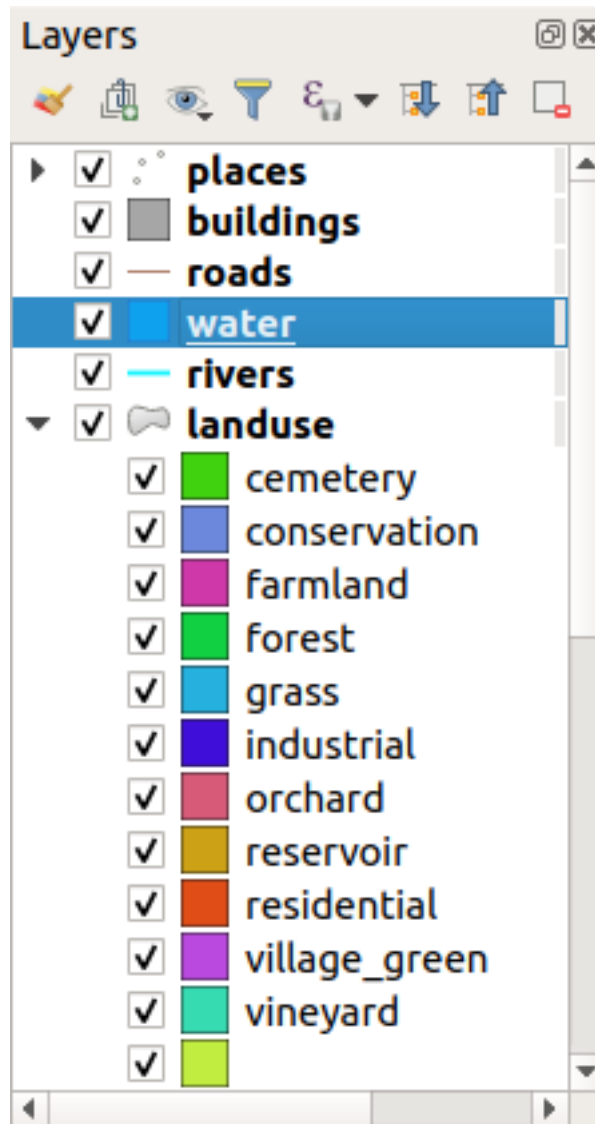 Layers
places
buildings
roads
water
rivers
landuse
cemetery
conservation
farmland
forest
grass
industrial
orchard
reservoir
residential
village_green
vineyard